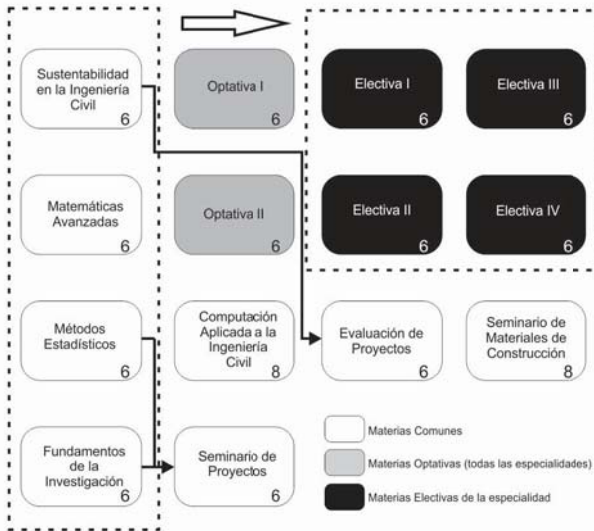 Sustentabilidad
en la Ingeniería
Civil
6
Optativa I
6
Electiva I
6
Electiva III
6
Matemáticas
Avanzadas
6
Optativa II
6
Electiva II
6
Electiva IV
6
Métodos
Estadísticos
6
Computación
Aplicada a la
Ingeniería
Civil
8
Evaluación de
Proyectos
6
Seminario de
Materiales de
Construcción
8
Fundamentos
de la
Investigación
6
Seminario de
Proyectos
6
Materias Comunes
Materias Optativas (todas las especialidades)
Materias Electivas de la especialidad